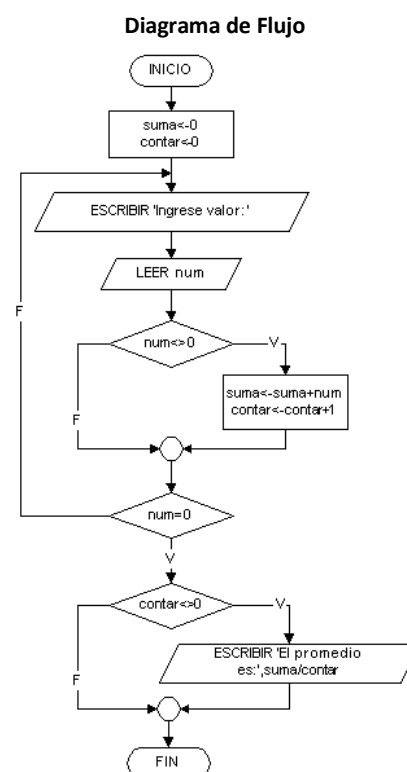 Diagrama de Flujo
INICIO
suma<-0
contar<-0
ESCRIBIR 'Ingrese valor:'
LEER num
F
num<>0
V
suma<-suma+num
contar<-contar+1
F
num=0
V
contar<>0
V
ESCRIBIR 'El promedio
es:',suma/contar
F
FIN